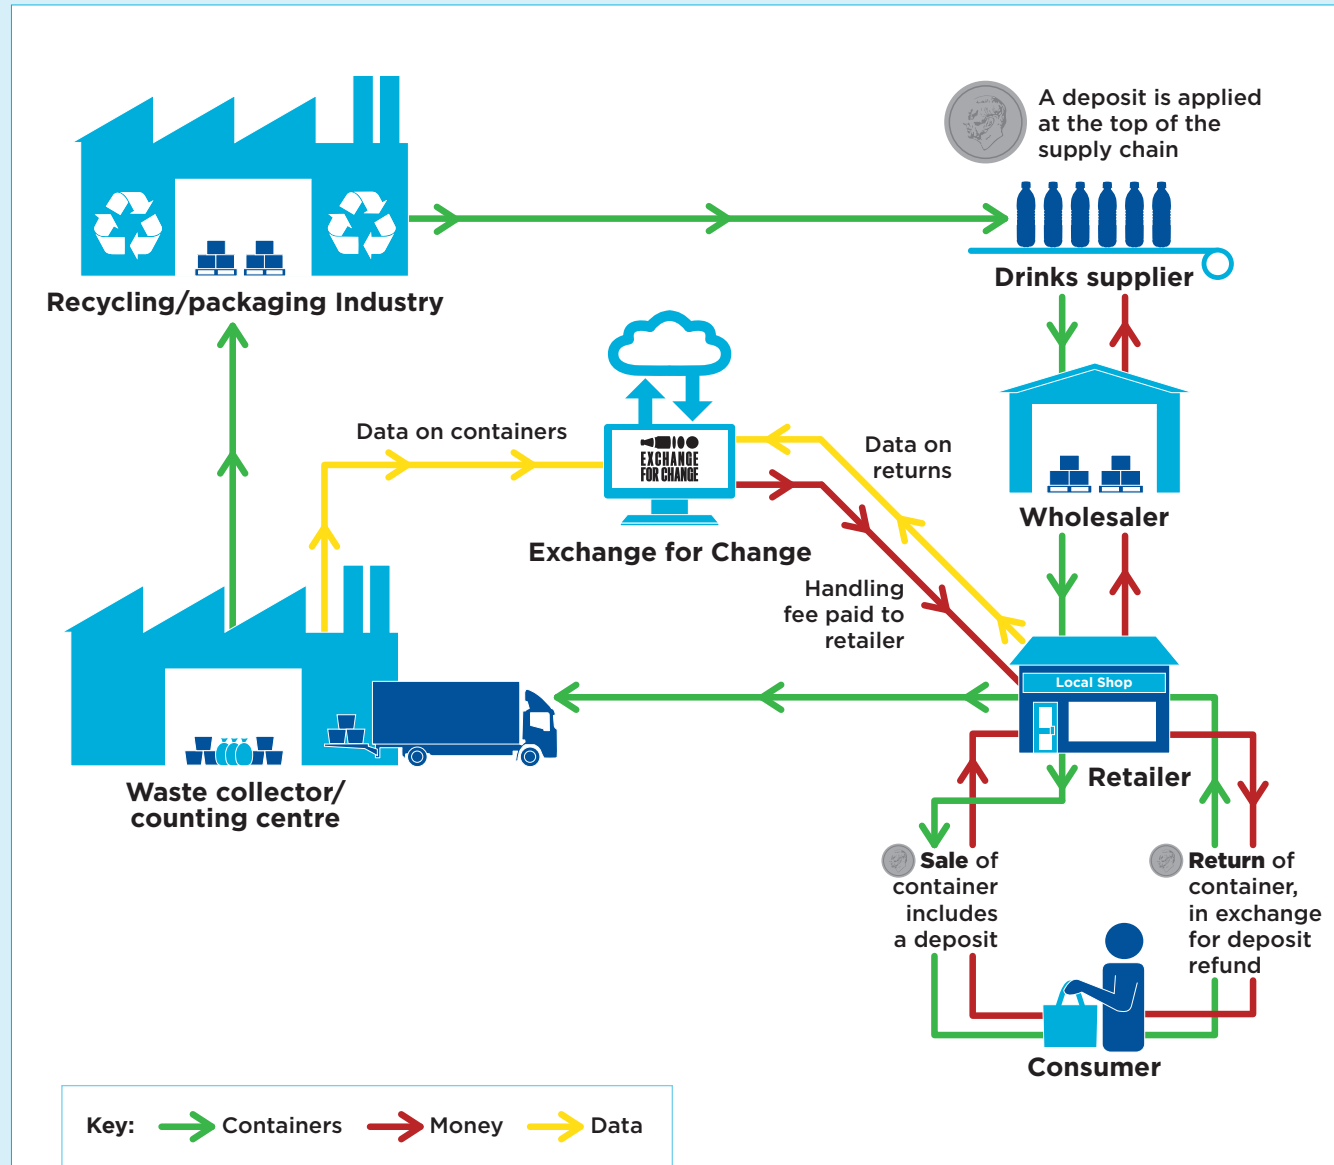 A deposit is applied
at the top of the
supply chain
Recycling/packaging Industry
Drinks supplier
Data on containers
EXCHANGE
FOR CHANGE
Data on
returns
Wholesaler
Exchange for Change
Handling
fee paid to
retailer
Local Shop
Retailer
Waste collector/
counting centre
Sale of
container
includes
a deposit
Return of
container,
in exchange
for deposit
refund
Consumer
Key:
Containers
Money
Data